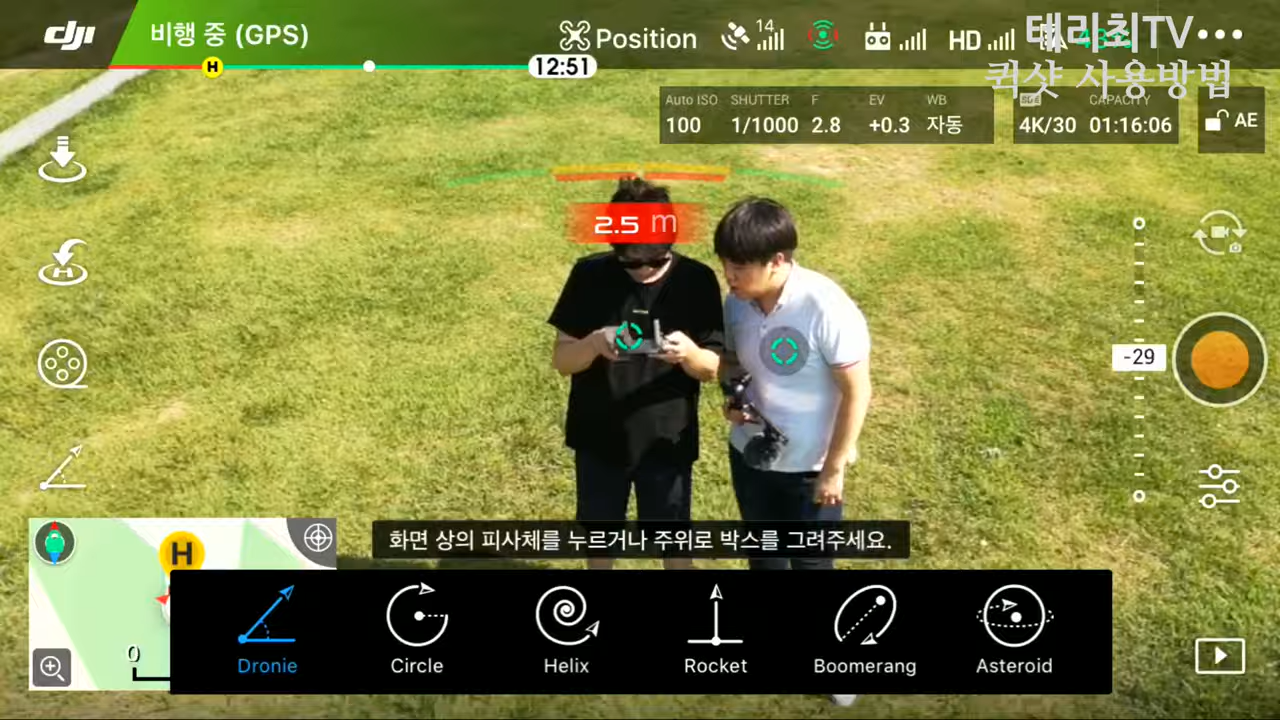 dji
비행 중 (GPS)
Position
14
HD
테리최TV
퀵샷 사용방법
12:51
H
Auto ISO SHUTTER F EV WB
100 1/1000 2.8 +0.3 자동
CAPACITY
4K/30 01:16:06
AE
2.5 m
-29
H
화면 상의 피사체를 누르거나 주위로 박스를 그려주세요.
0
Dronie
Circle
Helix
Rocket
Boomerang
Asteroid